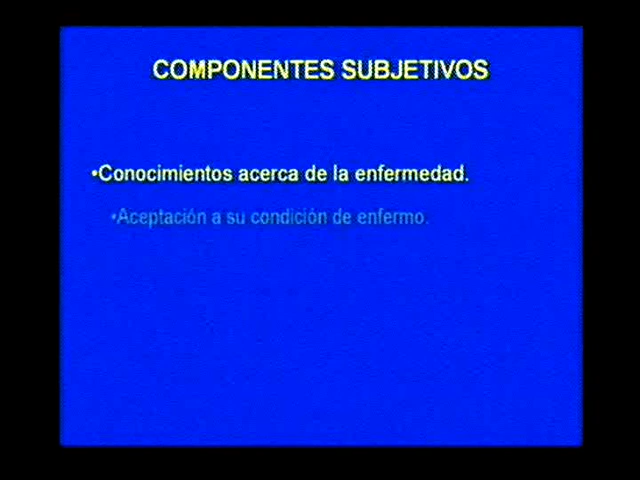 COMPONENTES SUBJETIVOS
•Conocimientos acerca de la enfermedad.
•Aceptación a su condición de enfermo.